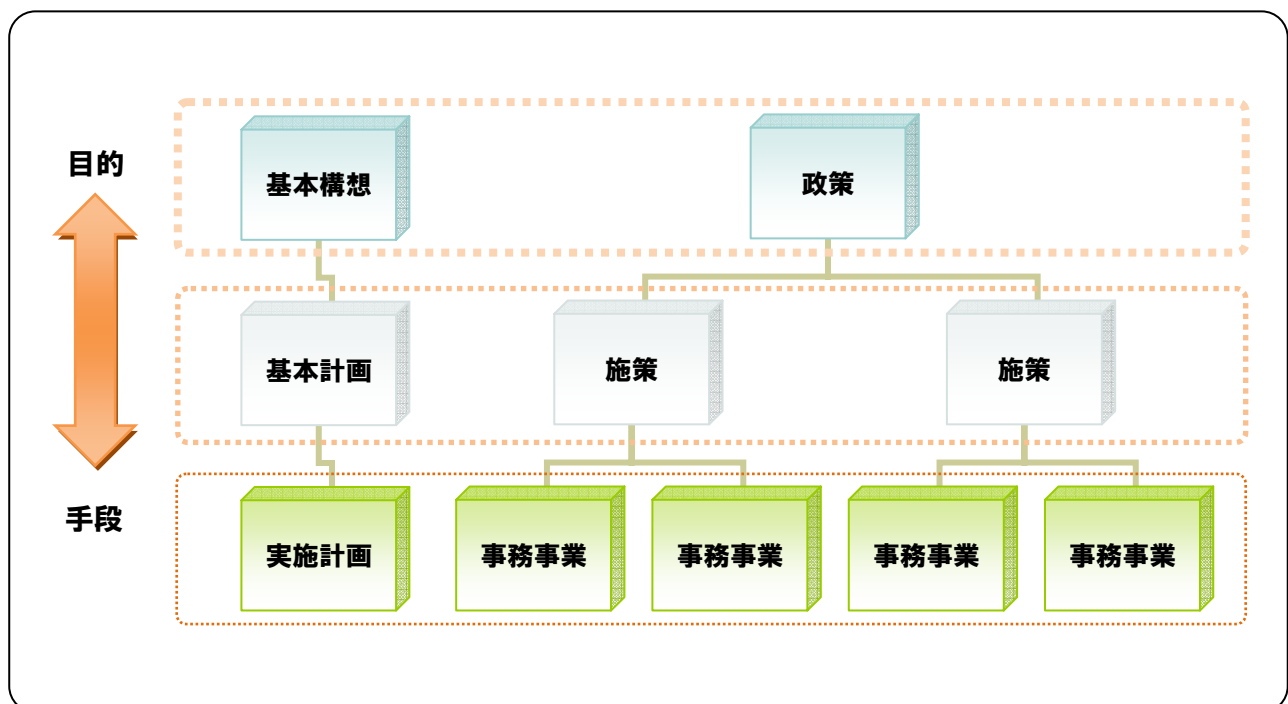 目的
基本構想
政策
基本計画
施策
施策
手段
実施計画
事務事業
事務事業
事務事業
事務事業